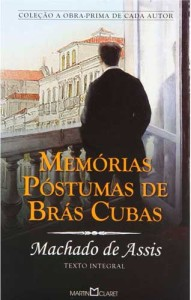 COLEÇÃO A OBRA-PRIMA DE CADA AUTOR
MEMÓRIAS
PÓSTUMAS DE
BRÁS CUBAS
Machado de Assis
TEXTO INTEGRAL
MARTIN CLARET